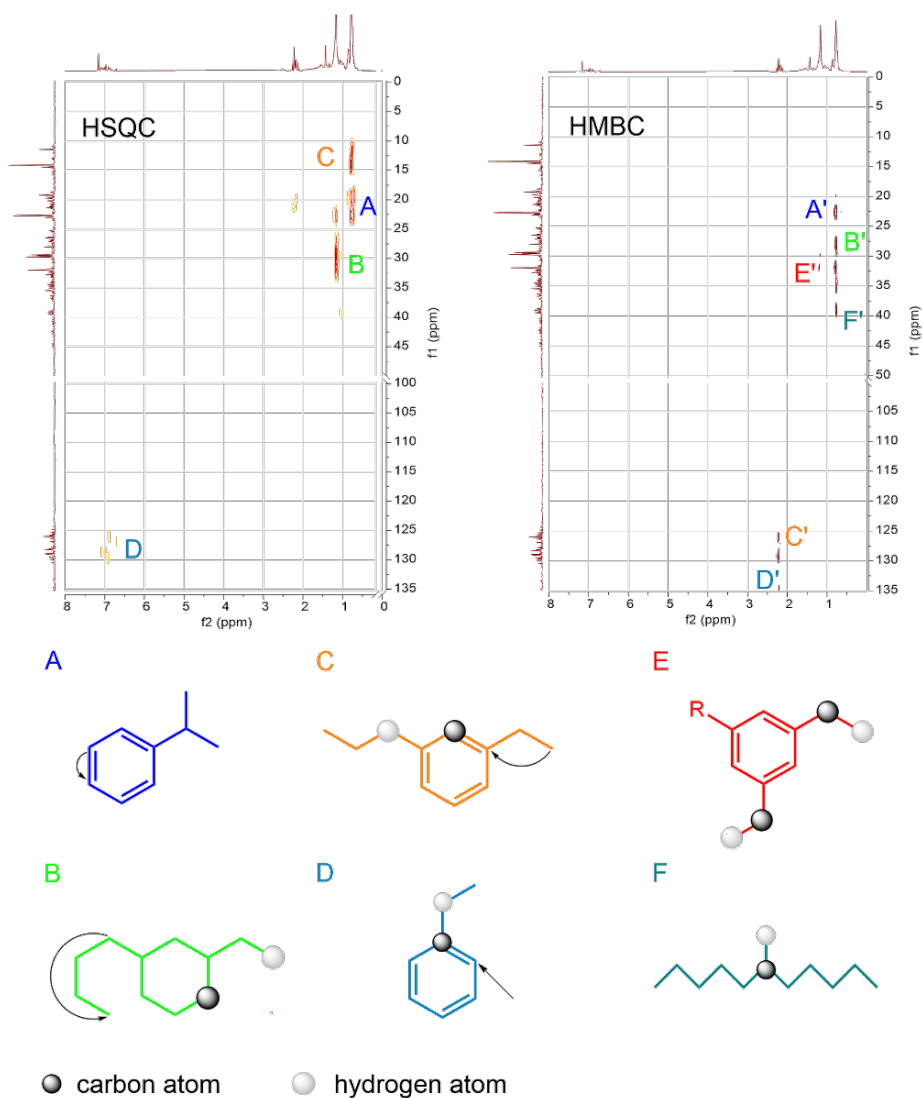 HSQC
C
A
B
D
0
5
10
15
20
25
30
35
40
45
100
105
110
115
120
125
130
135
f1 (ppm)
8
7
6
5
4
3
2
1
0
f2 (ppm)
HMBC
A'
B'
E'
F'
C'
D'
0
5
10
15
20
25
30
35
40
45
50
105
110
115
120
125
130
135
f1 (ppm)
8
7
6
5
4
3
2
1
f2 (ppm)
A
C
E
R
B
D
F
carbon atom
hydrogen atom